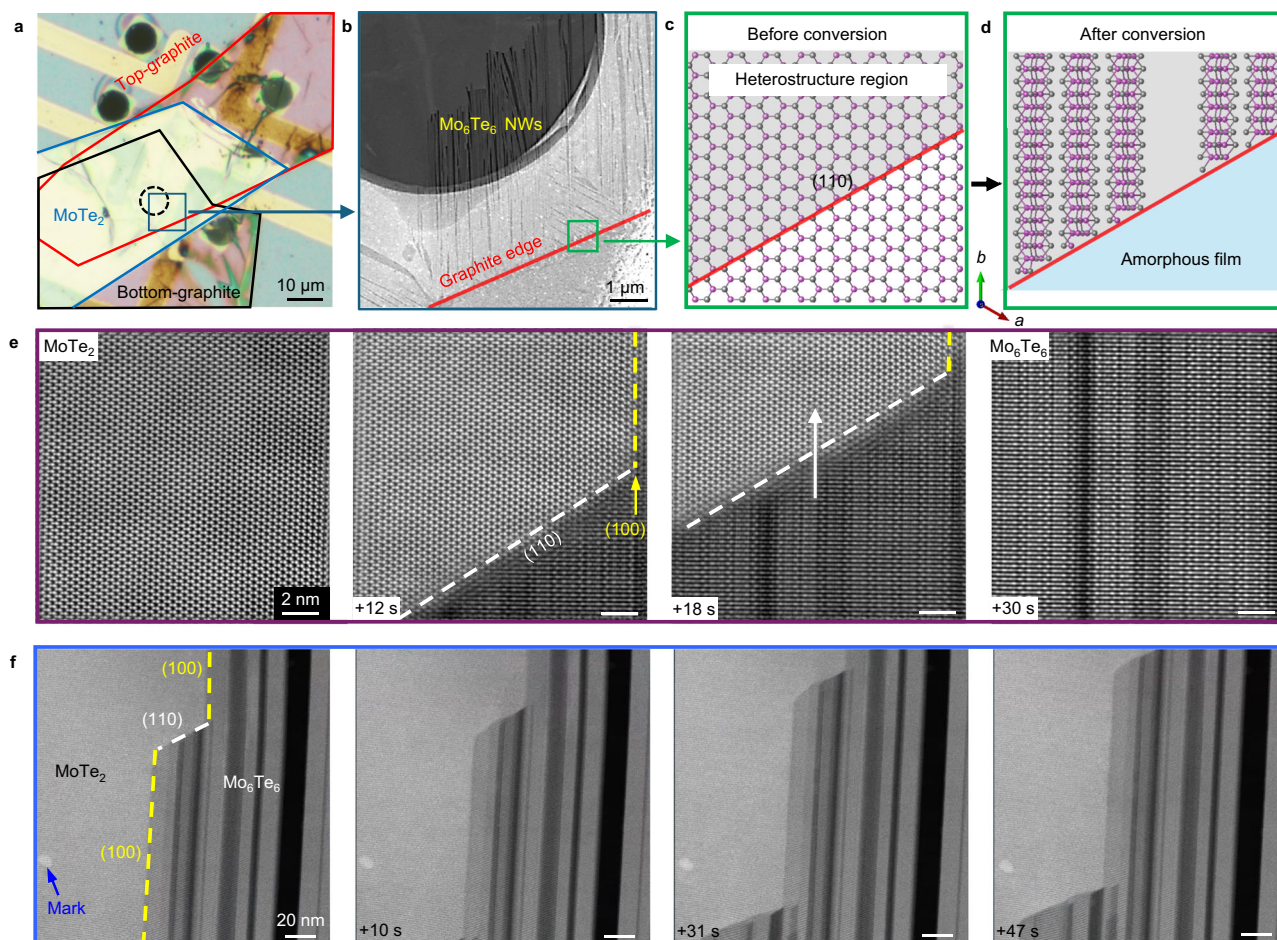 a
Top-graphite
MoTe2
Bottom-graphite
10 μm
b
Mo6Te6 NWs
Graphite edge
1 μm
c
Before conversion
Heterostructure region
(110)
d
After conversion
Amorphous film
b
a
e
MoTe2
2 nm
(110)
(100)
+12 s
+18 s
Mo6Te6
+30 s
f
(100)
(110)
MoTe2
Mo6Te6
(100)
Mark
20 nm
+10 s
+31 s
+47 s